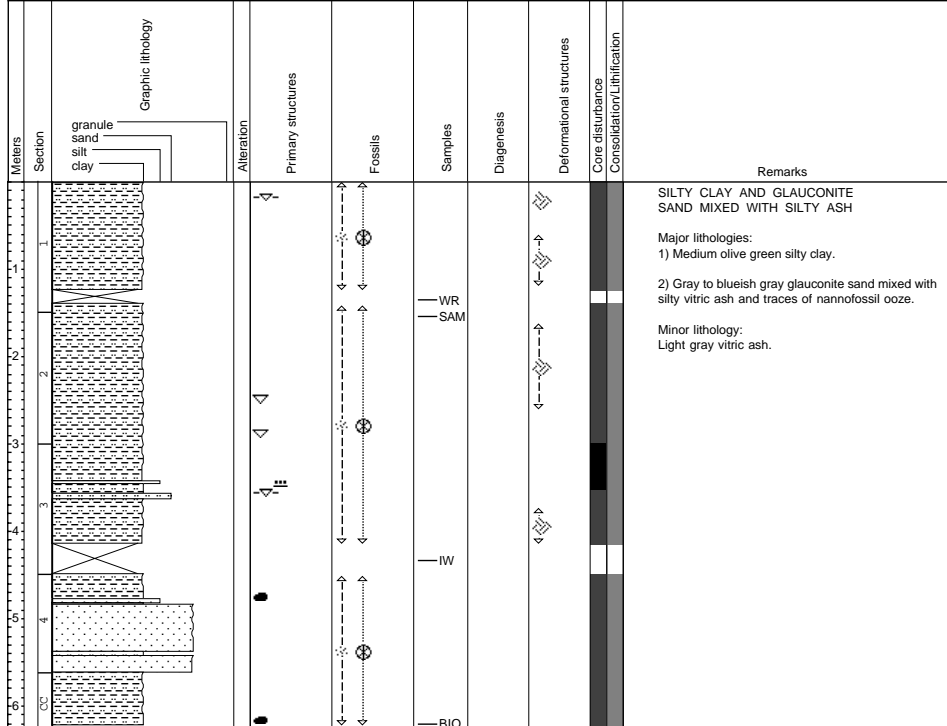 Meters
Section
Graphic lithology
granule
sand
silt
clay
Alteration
Primary structures
Fossils
Samples
Diagenesis
Deformational structures
Core disturbance
Consolidation/Lithification
Remarks
SILTY CLAY AND GLAUCONITE
SAND MIXED WITH SILTY ASH
Major lithologies:
1) Medium olive green silty clay.
2) Gray to blueish gray glauconite sand mixed with
silty vitric ash and traces of nannofossil ooze.
Minor lithology:
Light gray vitric ash.
1
1
WR
SAM
2
2
3
3
4
IW
5
4
6
CC
BIO